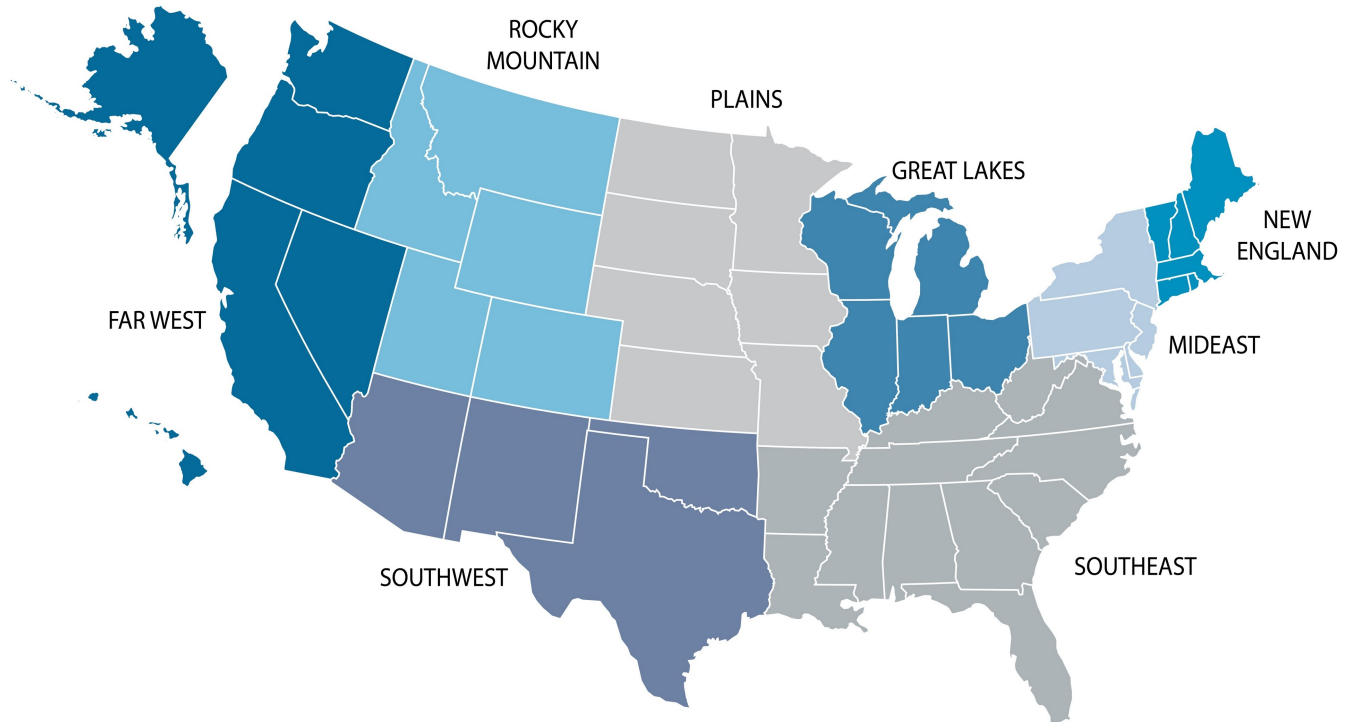 ROCKY
MOUNTAIN
PLAINS
GREAT LAKES
NEW
ENGLAND
FAR WEST
MIDEAST
SOUTHWEST
SOUTHEAST